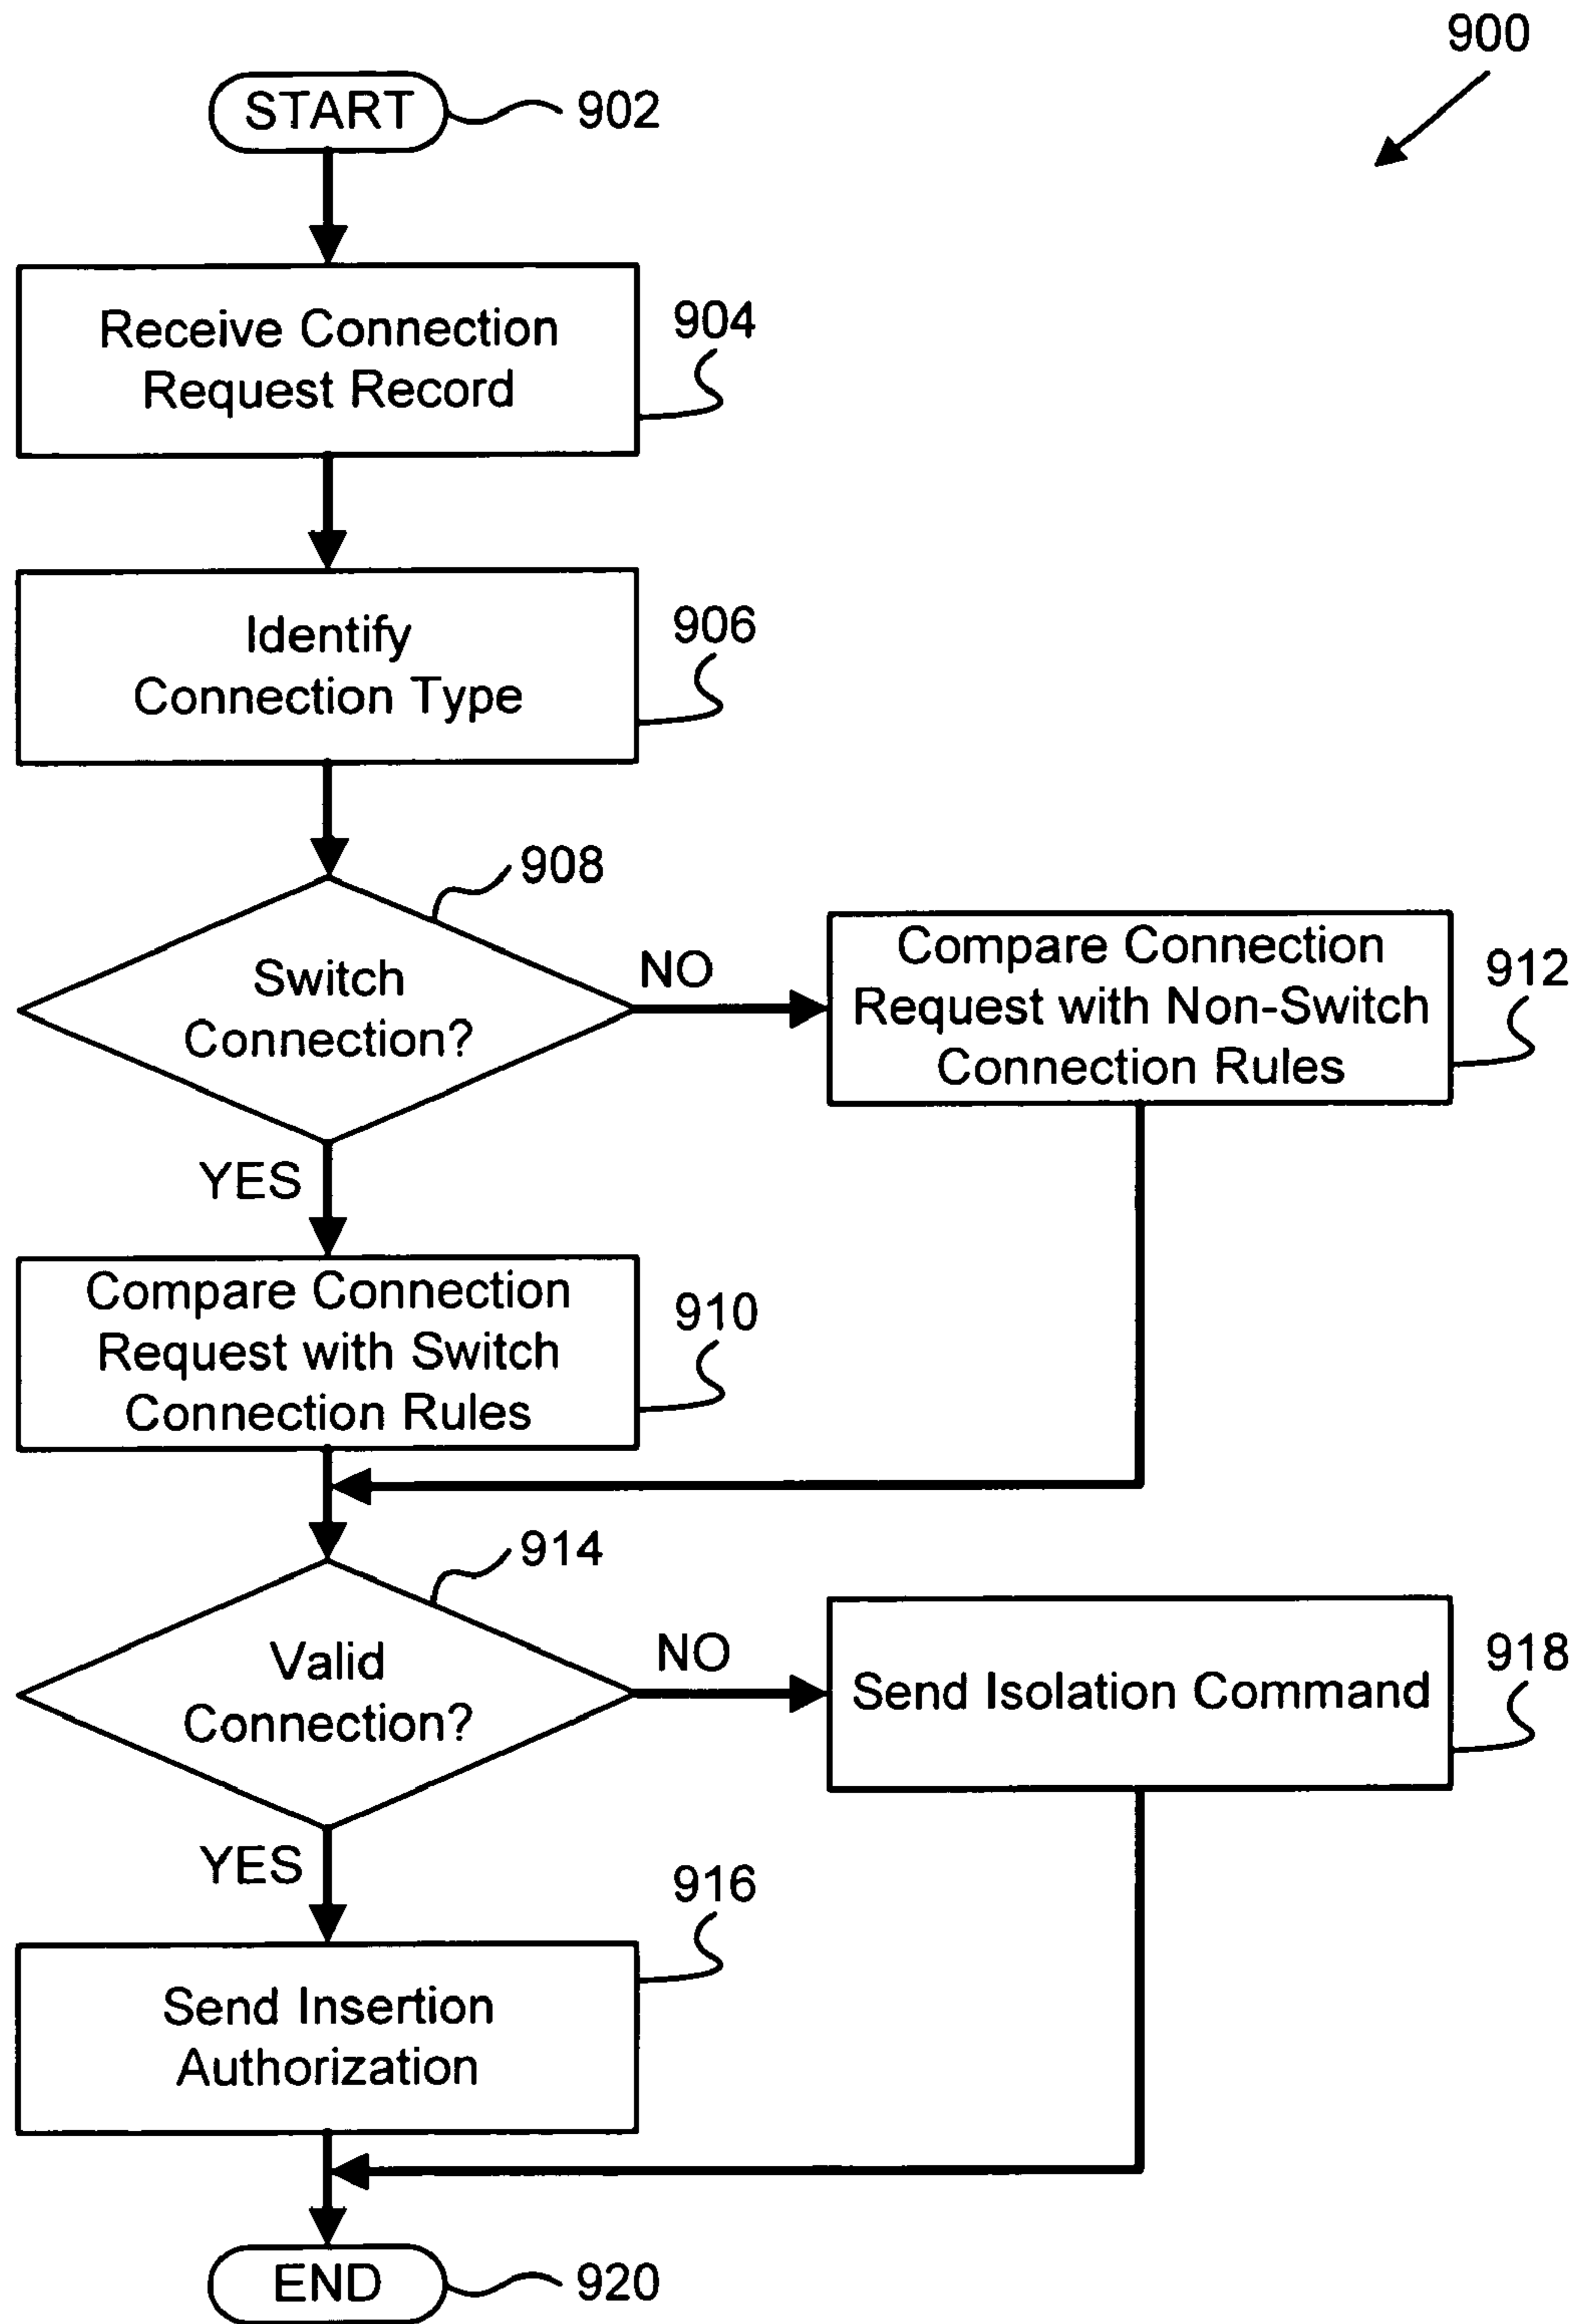 900
START
902
Receive Connection
Request Record
904
Identify
Connection Type
906
908
Switch
Connection?
NO
Compare Connection
Request with Non-Switch
Connection Rules
912
YES
Compare Connection
Request with Switch
Connection Rules
910
914
Valid
Connection?
NO
Send Isolation Command
918
YES
916
Send Insertion
Authorization
END
920